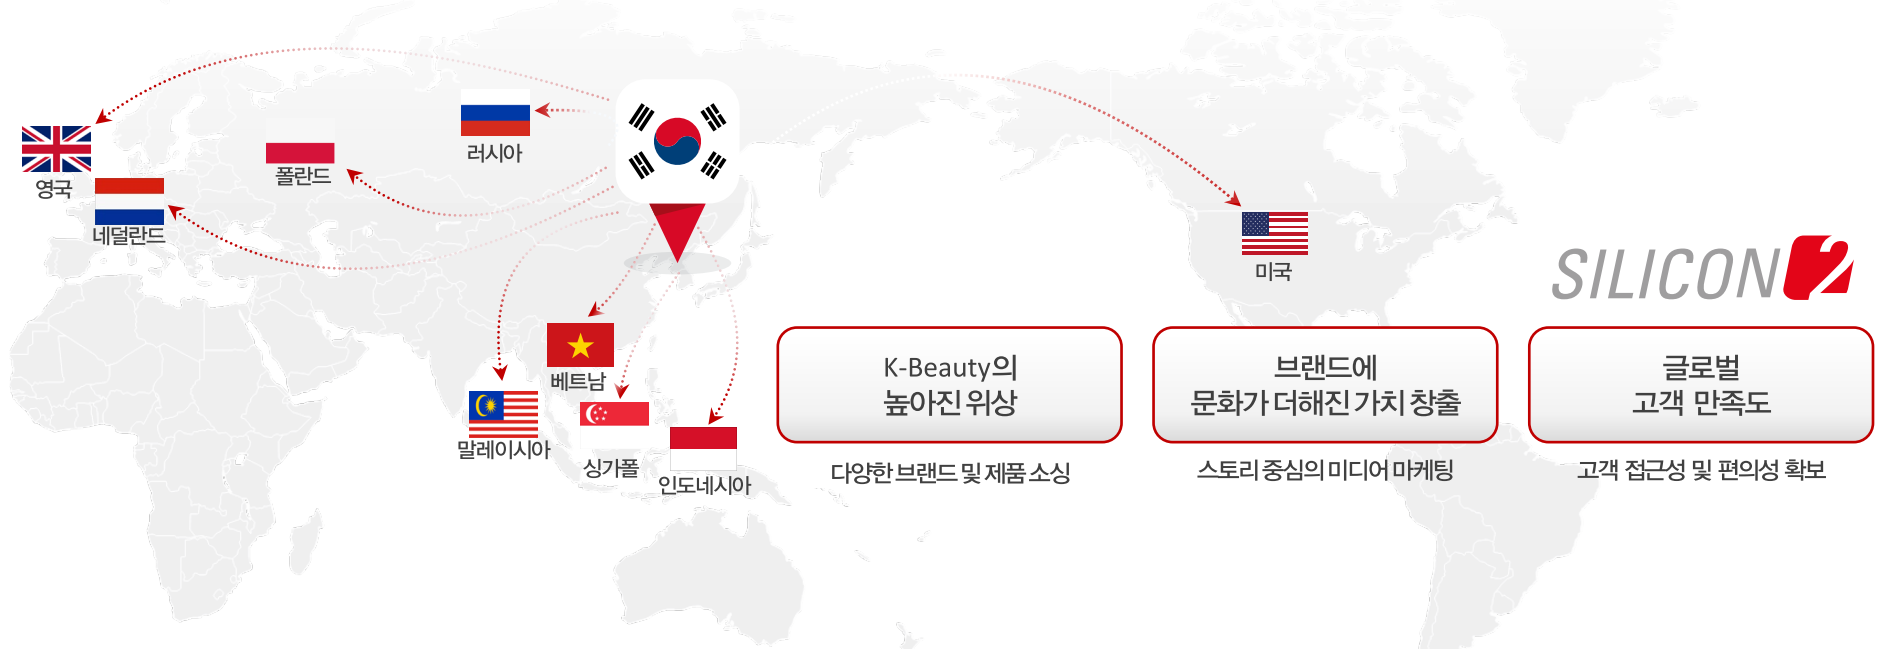 러시아
폴란드
영국
네덜란드
미국
SILICON2
베트남
말레이시아
싱가폴
인도네시아
K-Beauty의
높아진 위상
다양한 브랜드 및 제품 소싱
브랜드에
문화가 더해진 가치 창출
스토리 중심의 미디어 마케팅
글로벌
고객 만족도
고객 접근성 및 편의성 확보